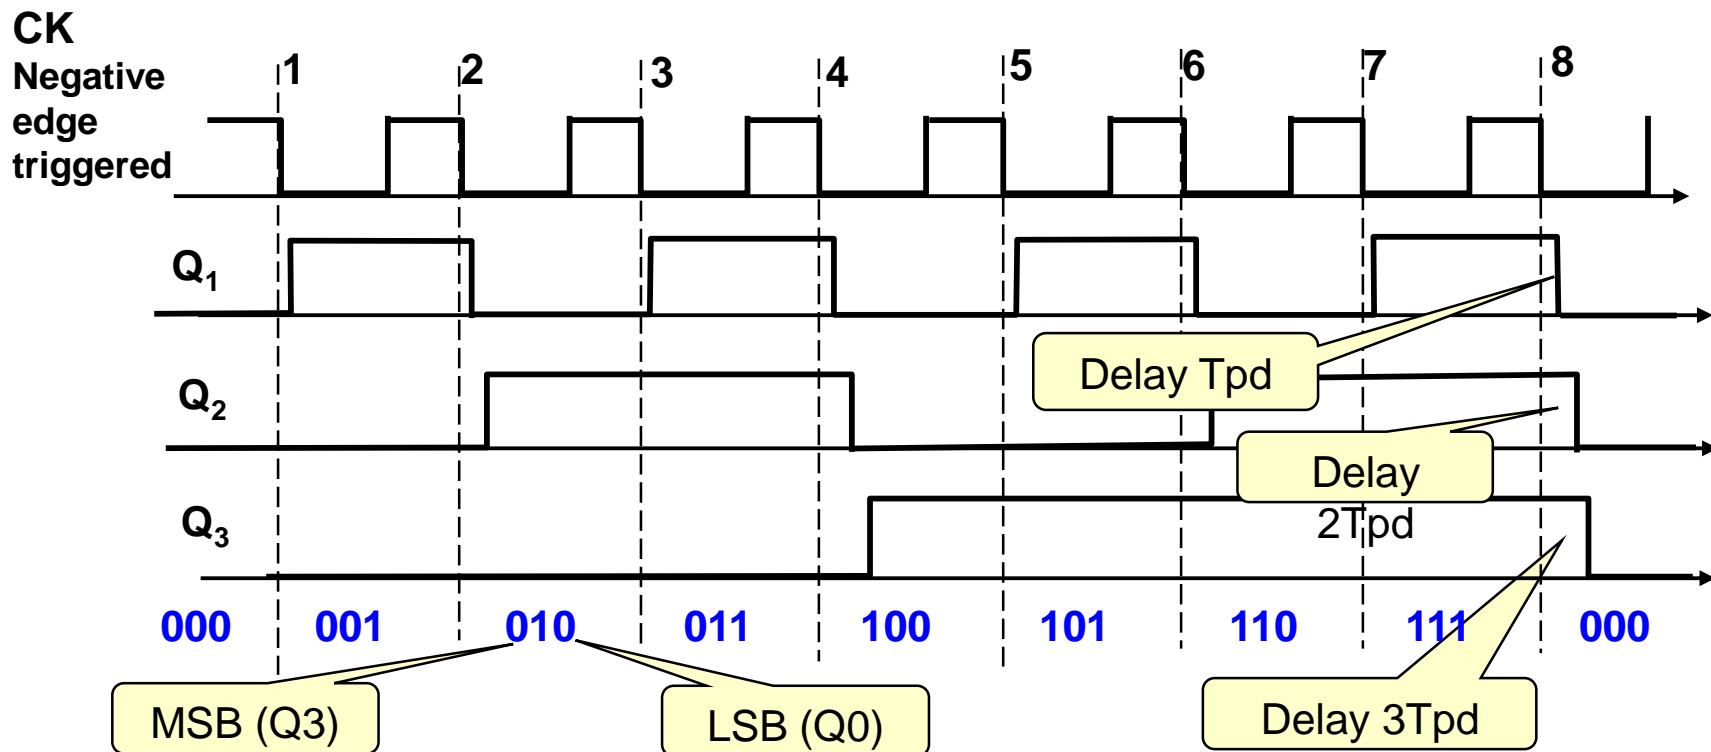 CK
Negative
edge
triggered
1 2 3 4 5 6 7 8
Q1
Delay Tpd
Q2
Delay
2Tpd
Q3
000 001 010 011 100 101 110 111 000
MSB (Q3) LSB (Q0) Delay 3Tpd